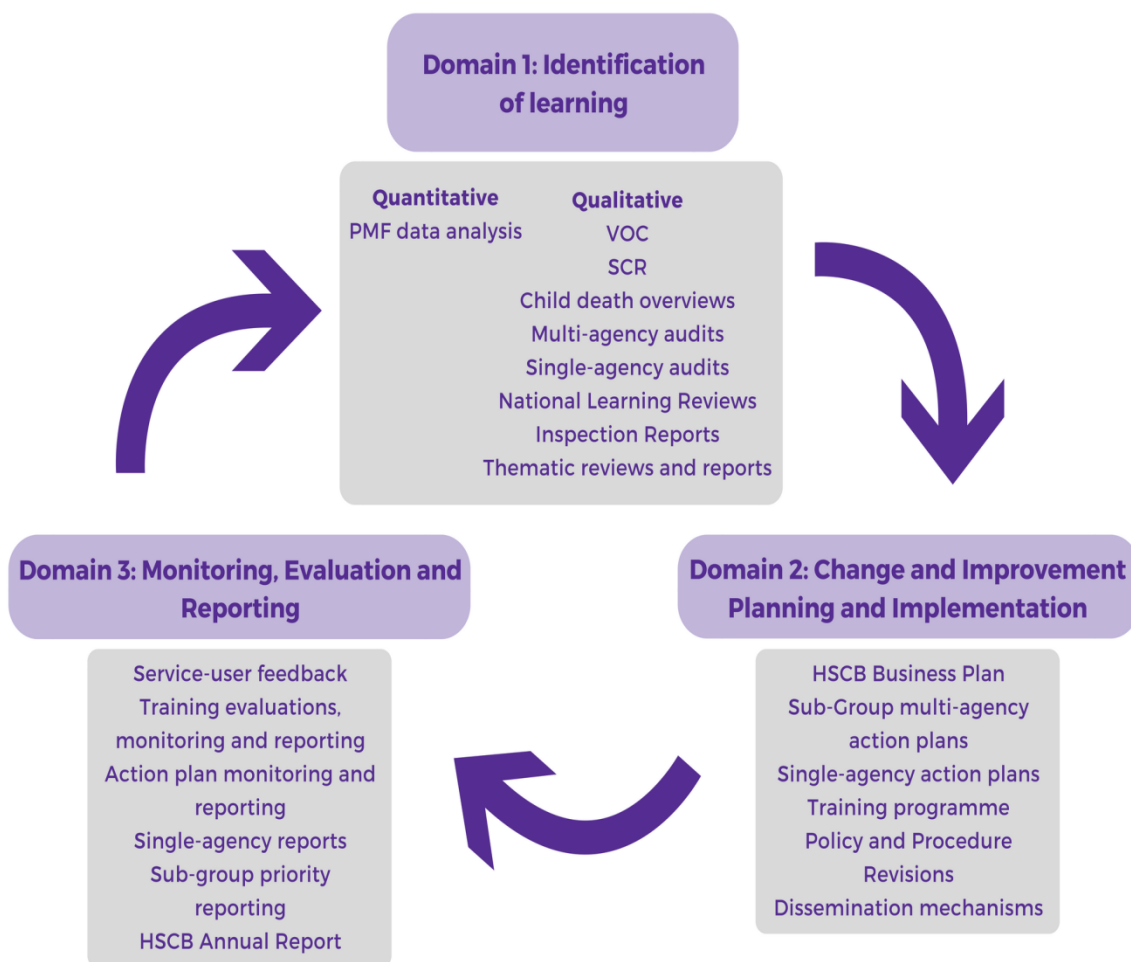 Domain 1: Identification
of learning
Quantitative
PMF data analysis
Qualitative
VOC
SCR
Child death overviews
Multi-agency audits
Single-agency audits
National Learning Reviews
Inspection Reports
Thematic reviews and reports
Domain 2: Change and Improvement
Planning and Implementation
HSCB Business Plan
Sub-Group multi-agency
action plans
Single-agency action plans
Training programme
Policy and Procedure
Revisions
Dissemination mechanisms
Domain 3: Monitoring, Evaluation and
Reporting
Service-user feedback
Training evaluations,
monitoring and reporting
Action plan monitoring and
reporting
Single-agency reports
Sub-group priority
reporting
HSCB Annual Report